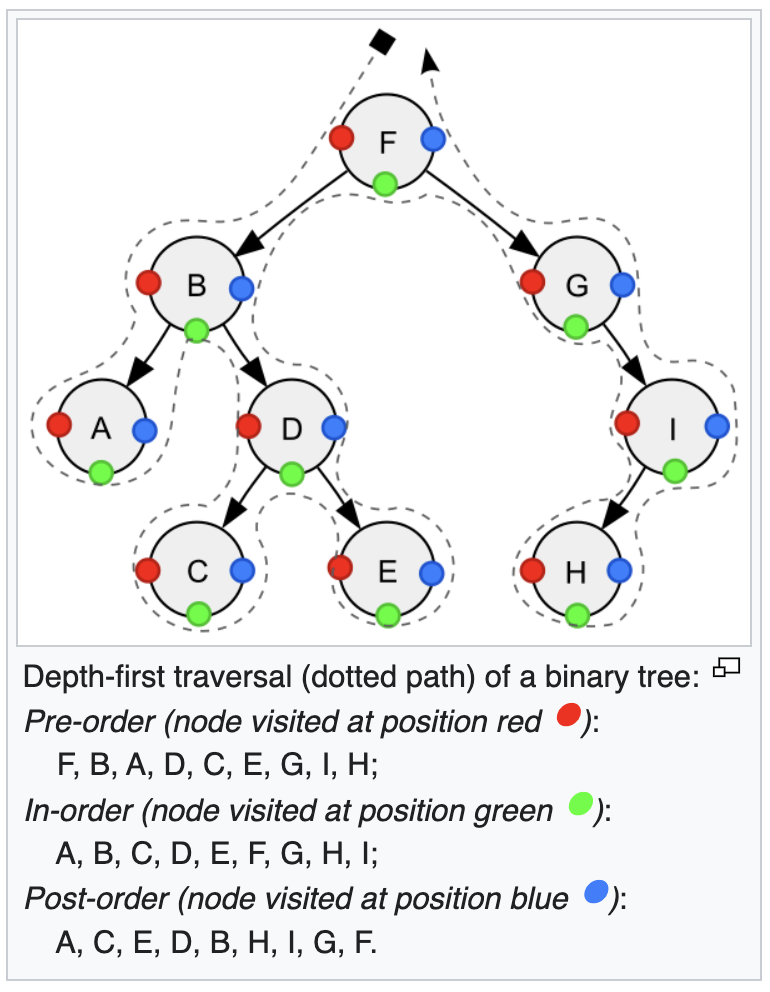 F
B
G
A
D
I
C
E
H
Depth-first traversal (dotted path) of a binary tree:
Pre-order (node visited at position red ):
F, B, A, D, C, E, G, I, H;
In-order (node visited at position green ):
A, B, C, D, E, F, G, H, I;
Post-order (node visited at position blue ):
A, C, E, D, B, H, I, G, F.